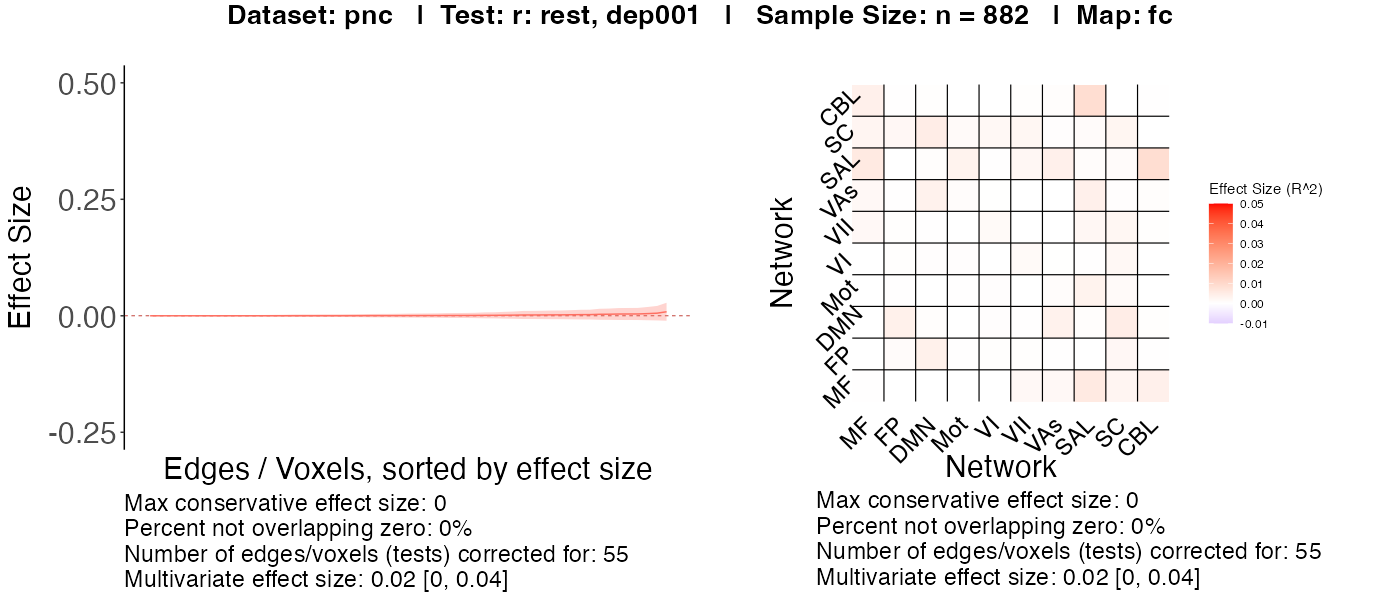 Dataset: pnc | Test: r: rest, dep001 | Sample Size: n = 882 | Map: fc
Effect Size
0.50
0.25
0.00
-0.25
Edges / Voxels, sorted by effect size
Max conservative effect size: 0
Percent not overlapping zero: 0%
Number of edges/voxels (tests) corrected for: 55
Multivariate effect size: 0.02 [0, 0.04]
Network
CBL
SC
SAL
VAs
VII
VI
Mot
DMN
FP
MF
MF
FP
DMN
Mot
VI
VII
VAs
SAL
SC
CBL
Network
Effect Size (R^2)
0.05
0.04
0.03
0.02
0.01
0.00
-0.01
Max conservative effect size: 0
Percent not overlapping zero: 0%
Number of edges/voxels (tests) corrected for: 55
Multivariate effect size: 0.02 [0, 0.04]